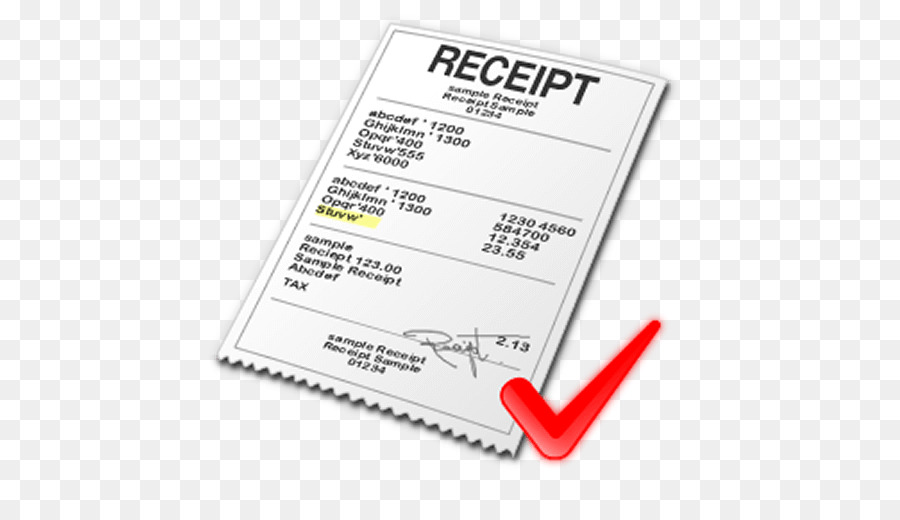 RECEIPT
sample Receipt
Receipt Sample
01234
abcdef ' 1200
Ghijklmn ' 1300
Opqr'400
Stuvw'555
Xyz'6000
abcdef ' 1200
Ghijklmn ' 1300
Opqr'400
Stuvw'
1230 4560
584700
12.354
23.55
sample
Reciept 123.00
Sample Receipt
Abcdef
TAX
2.13
Receipt
sample Receipt
Receipt Sample
01234